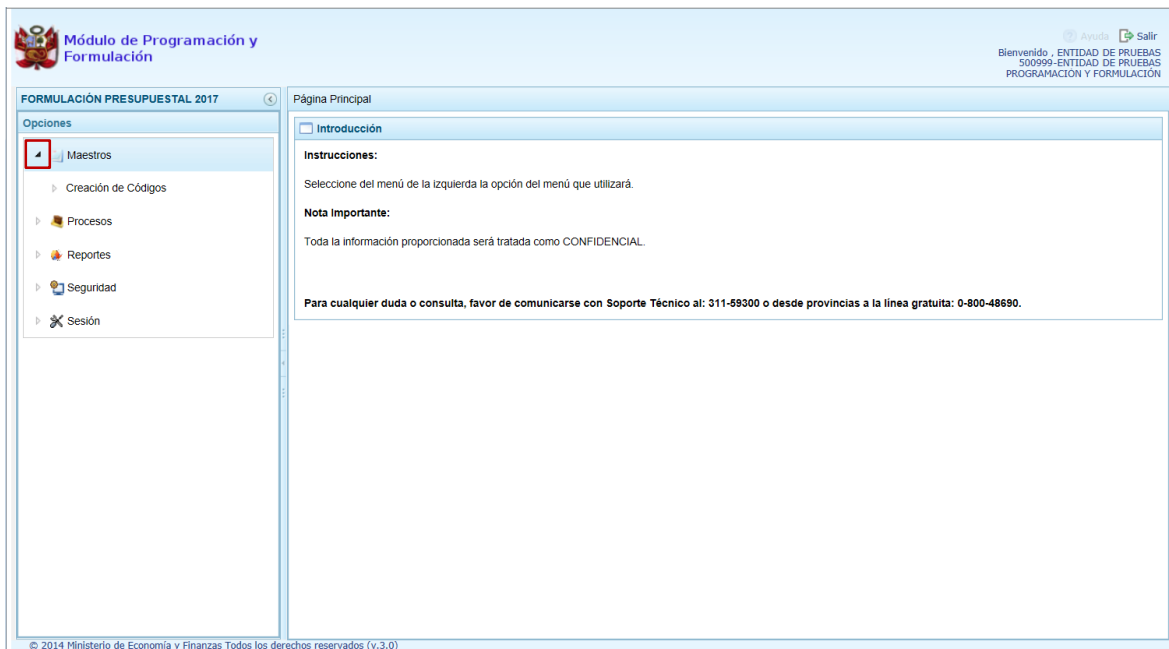 Módulo de Programación y
Formulación
Ayuda Salir
Bienvenido , ENTIDAD DE PRUEBAS
500999-ENTIDAD DE PRUEBAS
PROGRAMACIÓN Y FORMULACIÓN
FORMULACIÓN PRESUPUESTAL 2017
Opciones
Maestros
Creación de Códigos
Procesos
Reportes
Seguridad
Sesión
Página Principal
Introducción
Instrucciones:
Seleccione del menú de la izquierda la opción del menú que utilizará.
Nota Importante:
Toda la información proporcionada será tratada como CONFIDENCIAL.
Para cualquier duda o consulta, favor de comunicarse con Soporte Técnico al: 311-59300 o desde provincias a la línea gratuita: 0-800-48690.
© 2014 Ministerio de Economía y Finanzas Todos los derechos reservados (v.3.0)